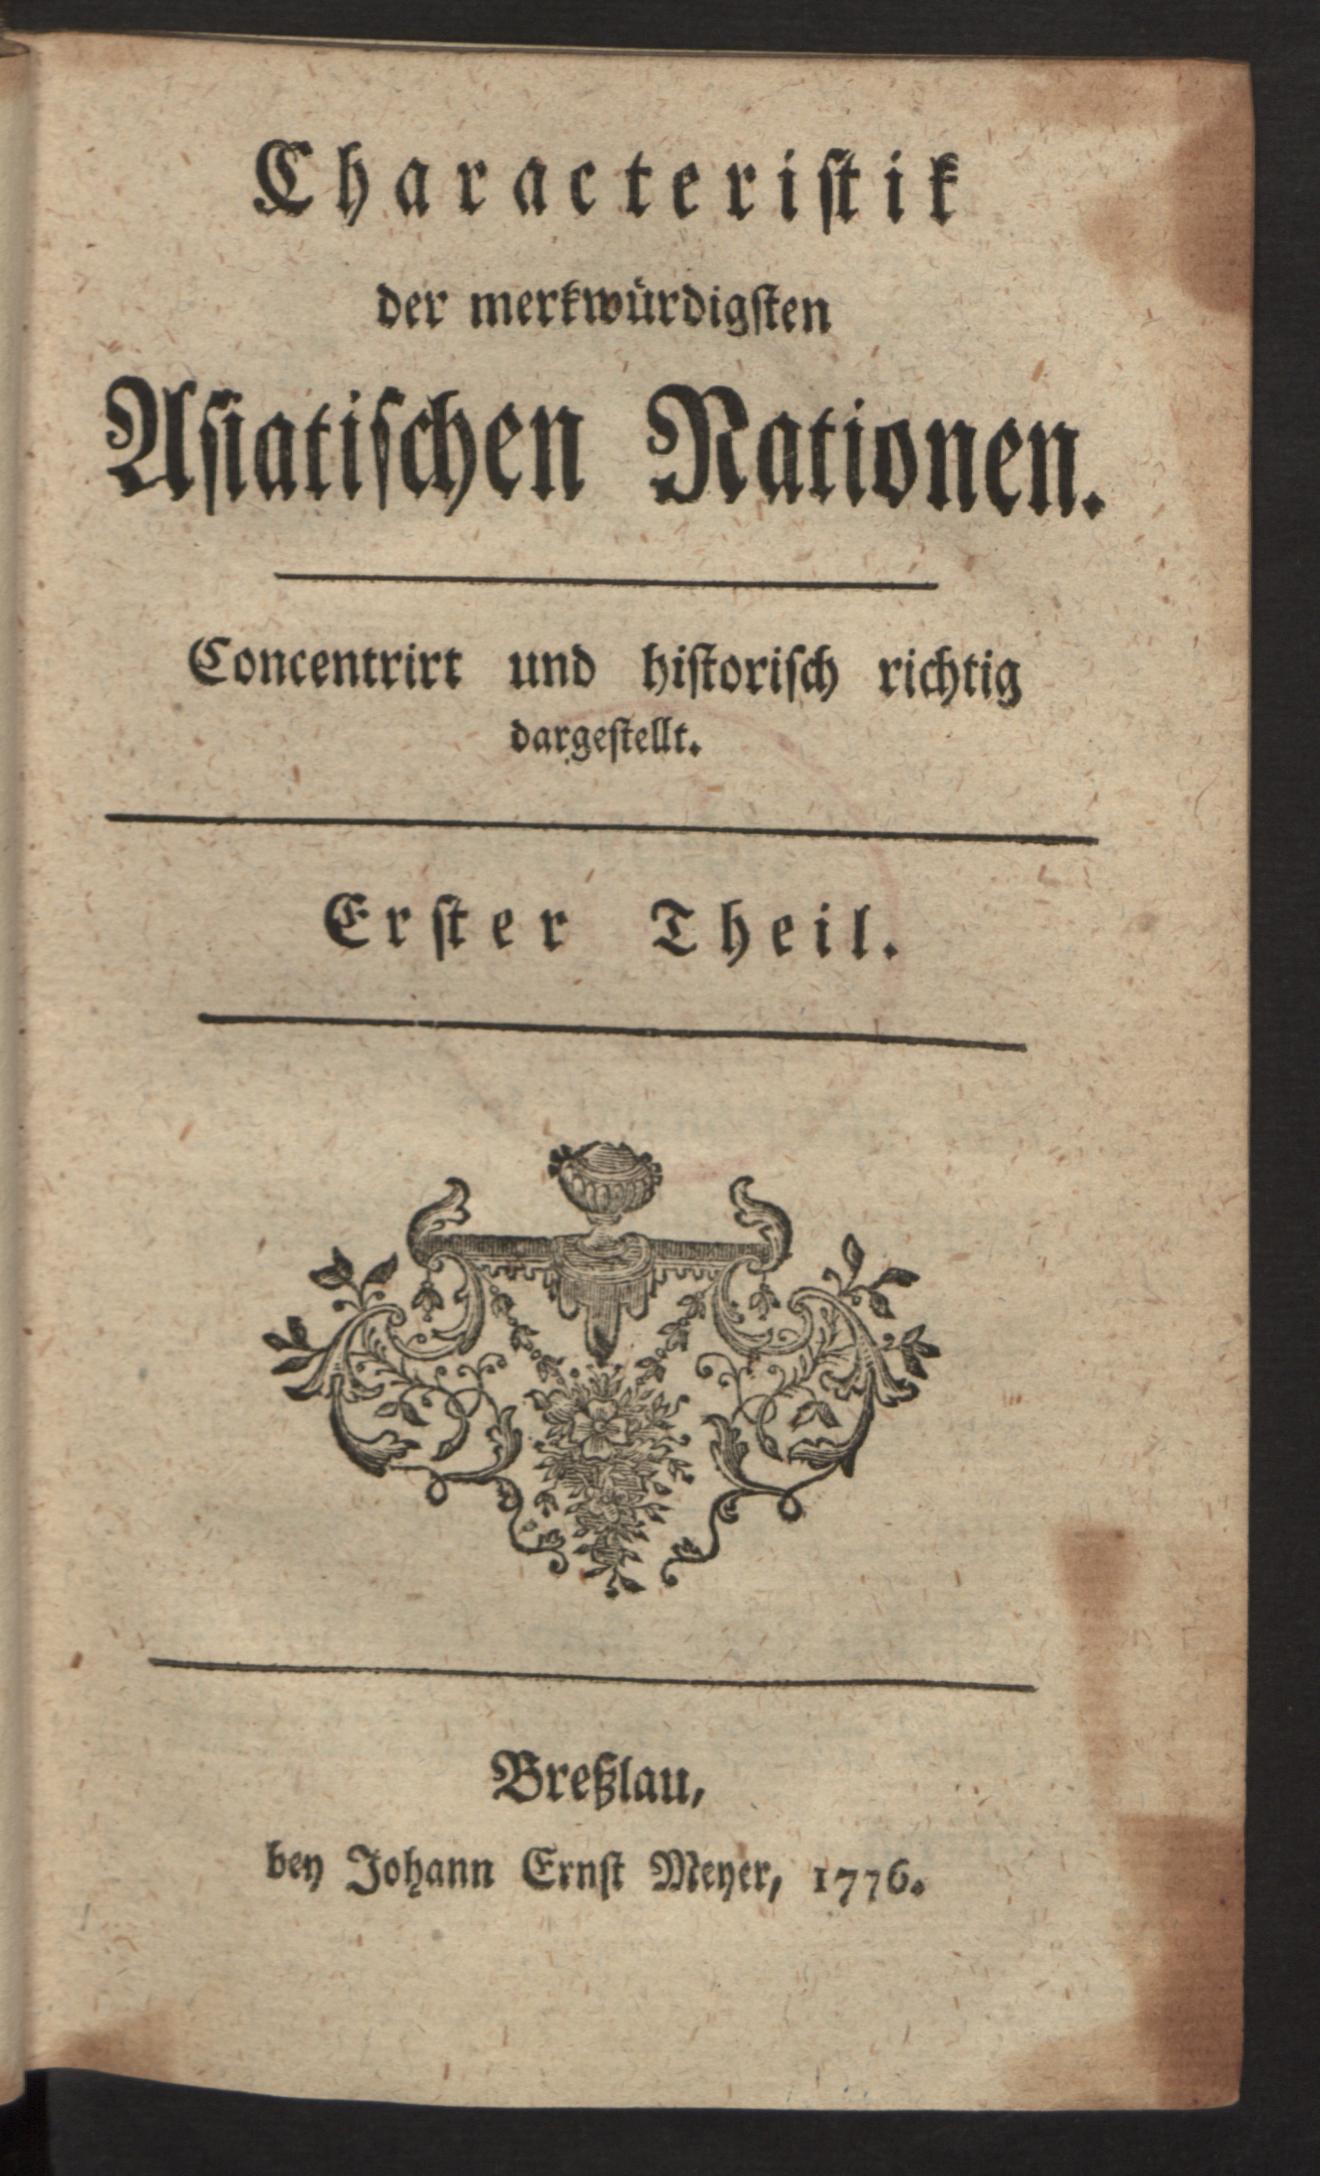 Characteristik
der merkwürdigsten
Asiatischen Nationen.
Concentrirt und historisch richtig
dargestellt.
Erster Theil.
Breßlau,
bey Johann Ernst Meyer, 1776.